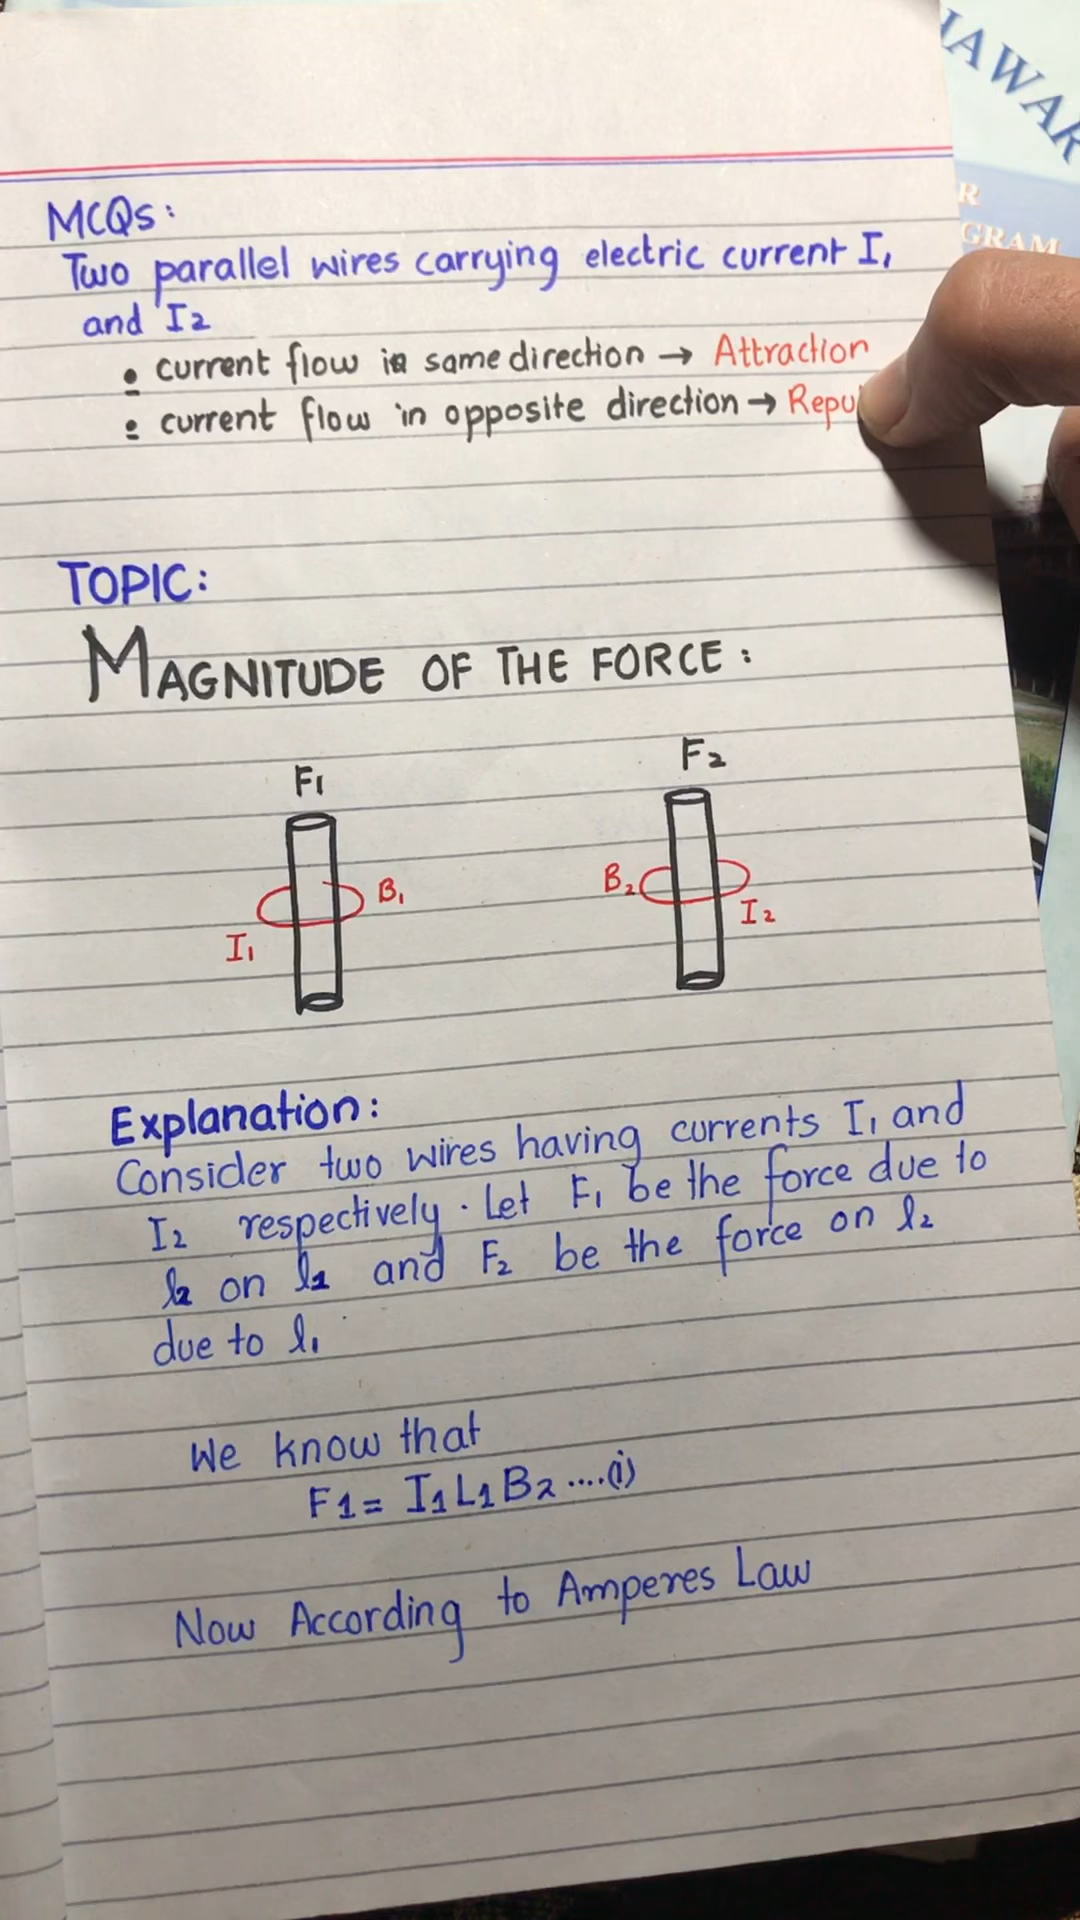 MCQs:
Two parallel wires carrying electric current I₁
and I₂
• current flow in same direction → Attraction
• current flow in opposite direction → Repu
TOPIC:
MAGNITUDE OF THE FORCE:
F₁
F₂
B₁
B₂
I₁
I₂
Explanation:
Consider two wires having currents I₁ and
I₂ respectively. Let F₁ be the force due to
l₂ on l₁ and F₂ be the force on l₂
due to l₁
We know that
F1 = I₁L₁B₂ ....(i)
Now According to Amperes Law
AWAR
R
GRAM